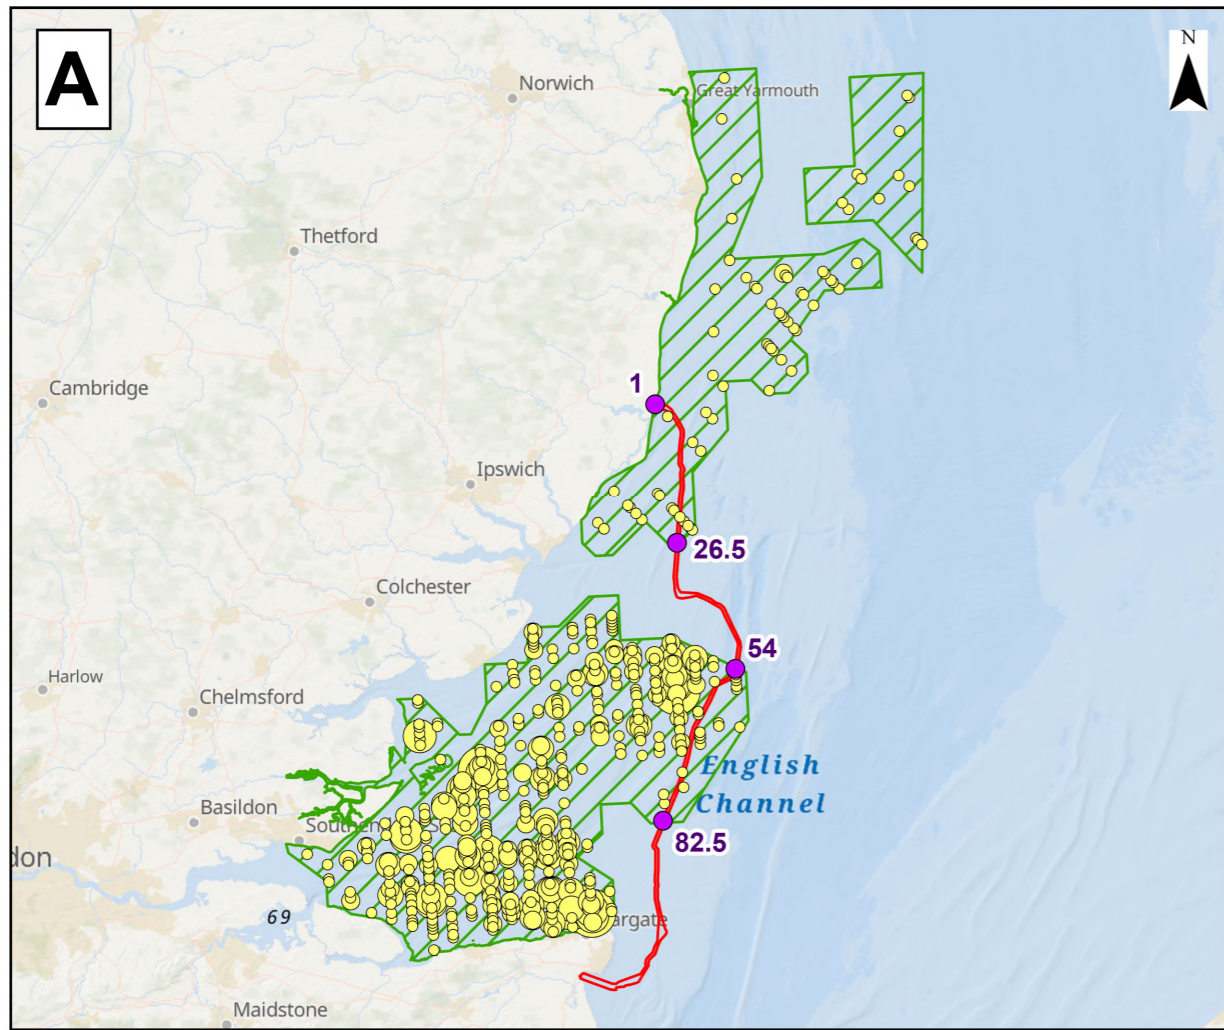 A
N
Norwich
Great Yarmouth
Thetford
Cambridge
1
Ipswich
26.5
Colchester
54
Harlow
Chelmsford
English
Channel
Basildon
82.5
don
69
Maidstone